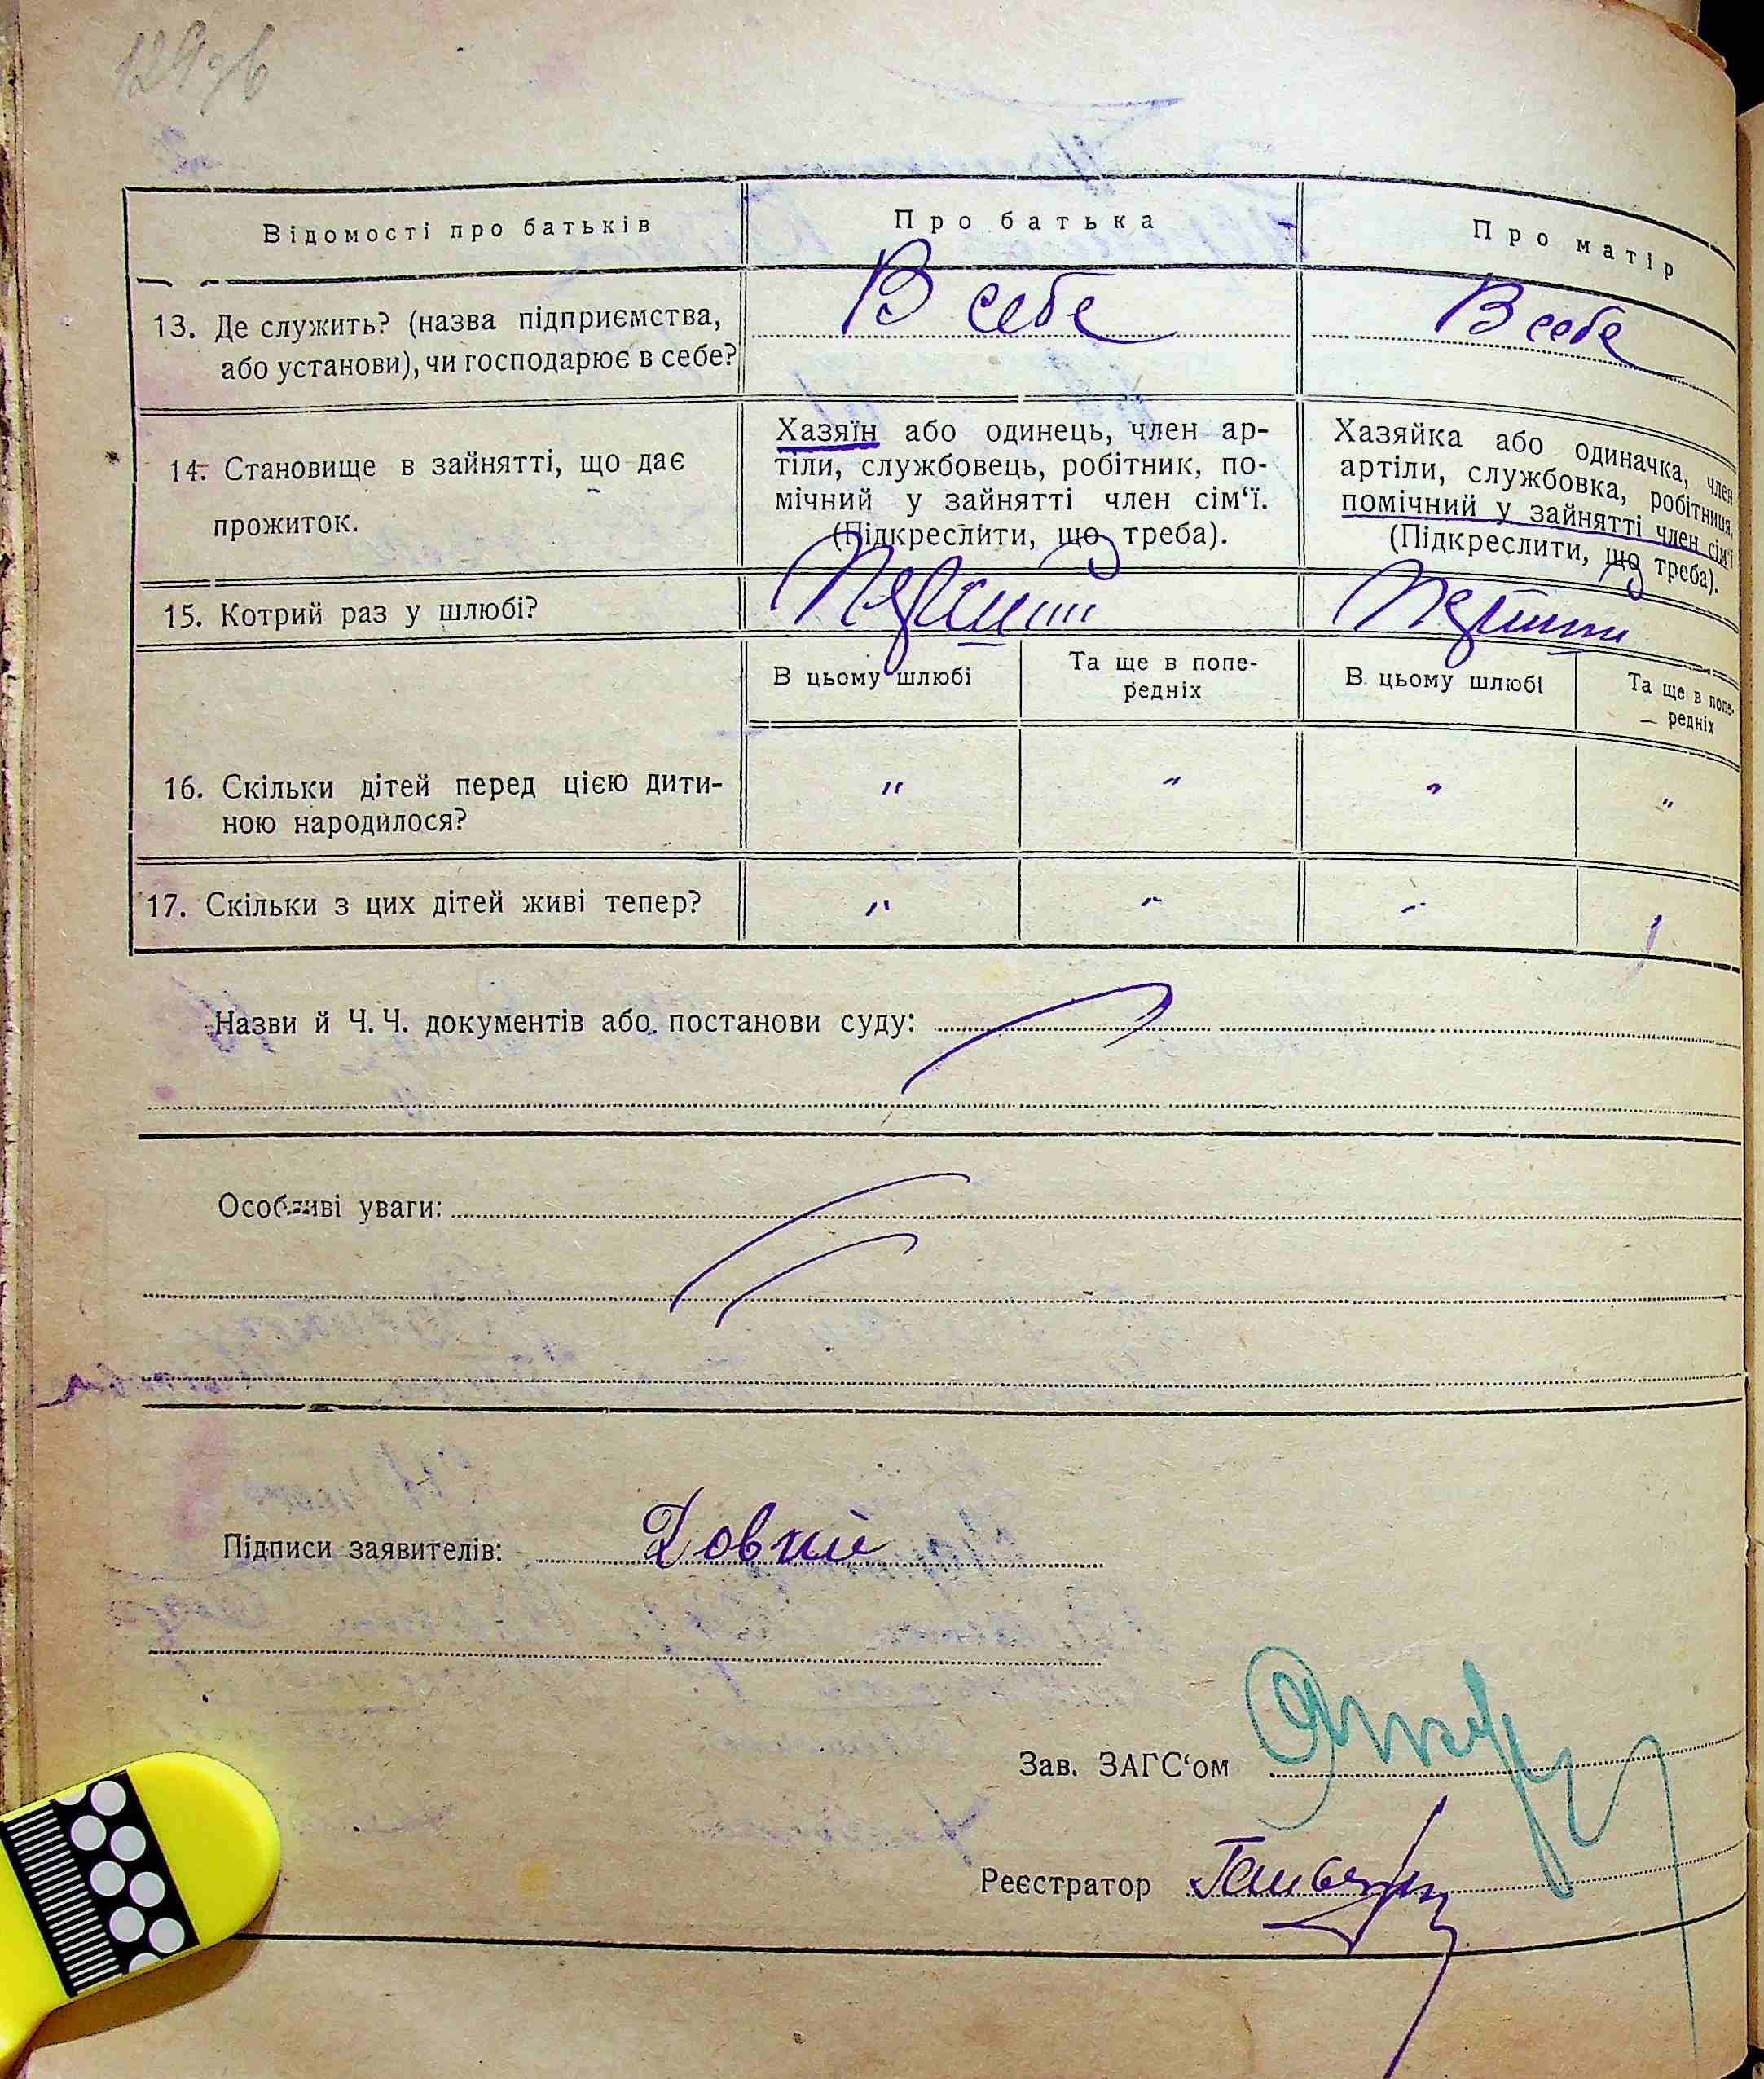 129зв
Відомості про батьків
Про батька
Про матір
13. Де служить? (назва підприємства,
або установи), чи господарює в себе?
В себе
В себе
14. Становище в зайнятті, що дає
прожиток.
Хазяїн або одинець, член ар-
тіли, службовець, робітник, по-
мічний у зайнятті член сім‘ї.
(Підкреслити, що треба).
Хазяйка або одиначка, член
артіли, службовка, робітниця,
помічний у зайнятті член сім‘ї
(Підкреслити, що треба).
15. Котрий раз у шлюбі?
Перший
Перший
В цьому шлюбі
Та ще в попе-
редніх
В цьому шлюбі
Та ще в попе-
редніх
16. Скільки дітей перед цією дити-
ною народилося?
" " " "
17. Скільки з цих дітей живі тепер?
" " "
Назви й Ч. Ч. документів або постанови суду:
Особливі уваги:
Підписи заявителів: Довгий
Зав. ЗАГС‘ом
Реєстратор